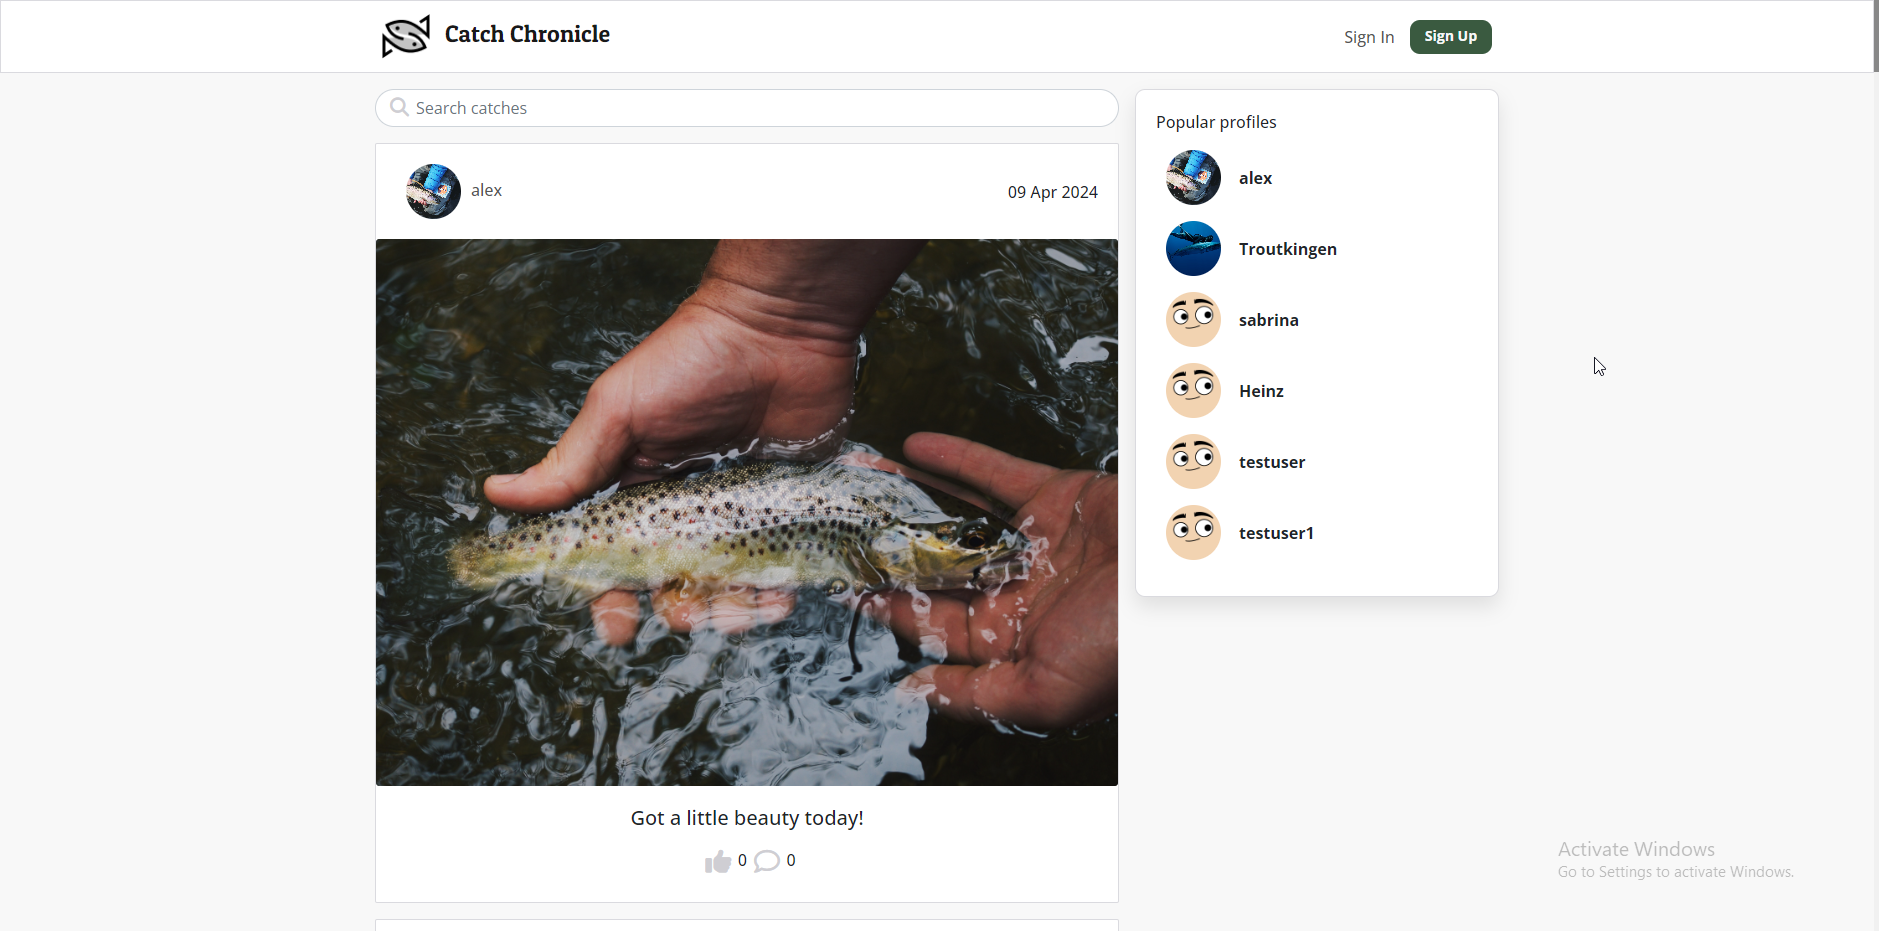 Catch Chronicle
Sign In
Sign Up
Search catches
alex
09 Apr 2024
Got a little beauty today!
0
0
Popular profiles
alex
Troutkingen
sabrina
Heinz
testuser
testuser1
Activate Windows
Go to Settings to activate Windows.